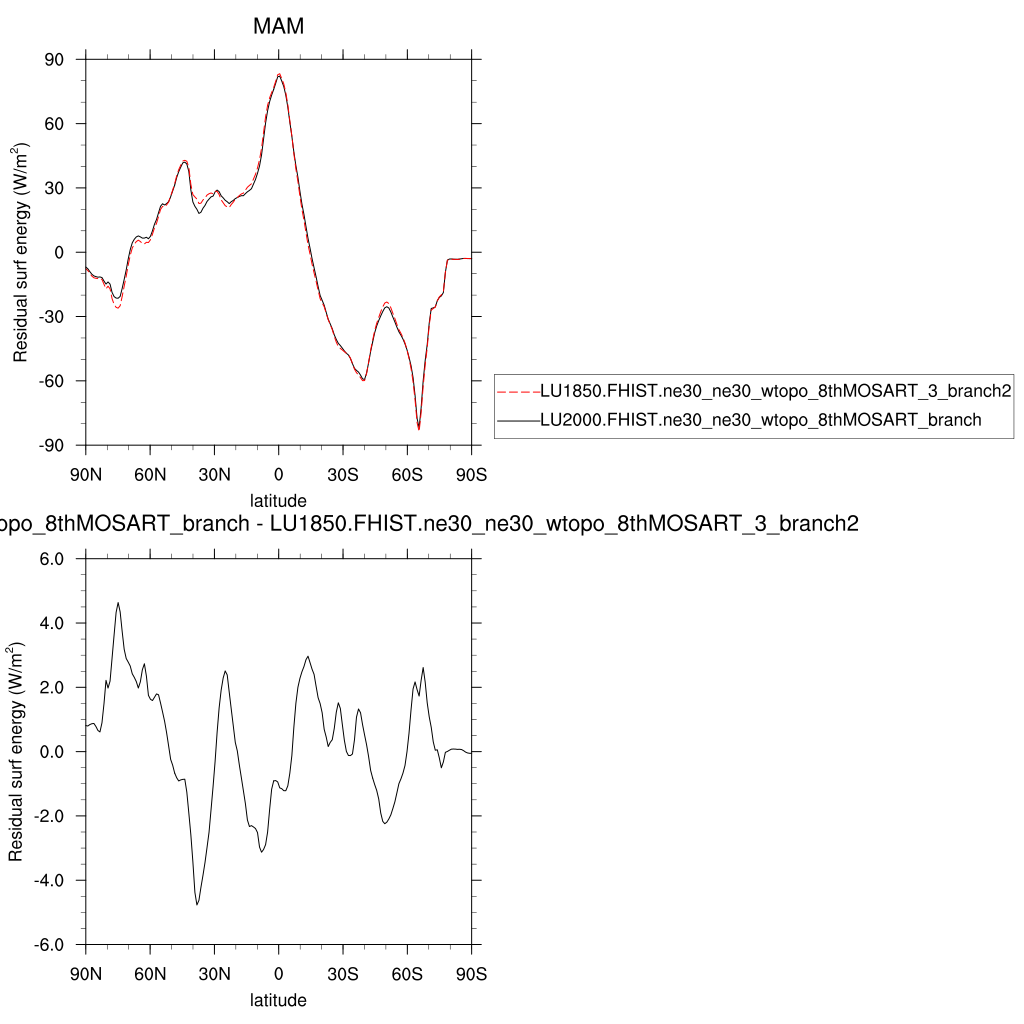 MAM
90
60
30
0
-30
-60
-90
Residual surf energy (W/m²)
90N 60N 30N 0 30S 60S 90S
latitude
LU1850.FHIST.ne30_ne30_wtopo_8thMOSART_3_branch2
LU2000.FHIST.ne30_ne30_wtopo_8thMOSART_branch
opo_8thMOSART_branch - LU1850.FHIST.ne30_ne30_wtopo_8thMOSART_3_branch2
6.0
4.0
2.0
0.0
-2.0
-4.0
-6.0
Residual surf energy (W/m²)
90N 60N 30N 0 30S 60S 90S
latitude